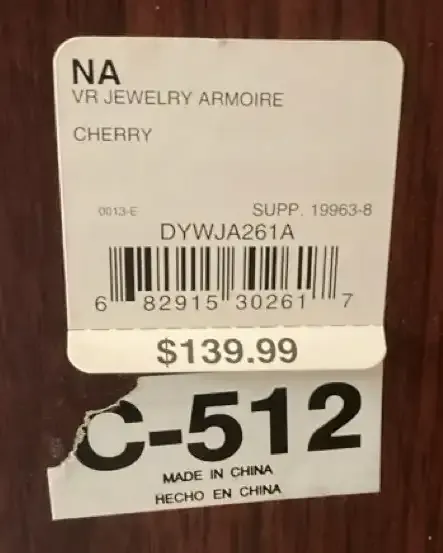 NA
VR JEWELRY ARMOIRE
CHERRY
0013-E
SUPP. 19963-8
DYWJA261A
6 82915 30261 7
$139.99
C-512
MADE IN CHINA
HECHO EN CHINA